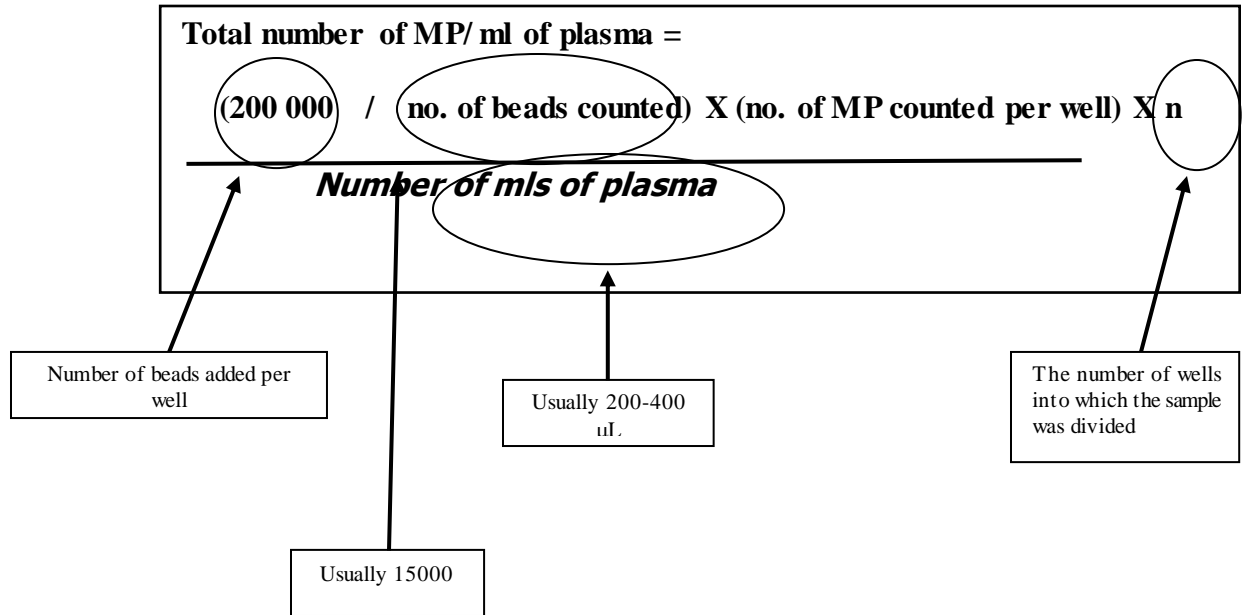 Total number of MP/ ml of plasma =
(200 000 / no. of beads counted) X (no. of MP counted per well) X n
Number of mls of plasma
Number of beads added per
well
Usually 200-400
uL
The number of wells
into which the sample
was divided
Usually 15000